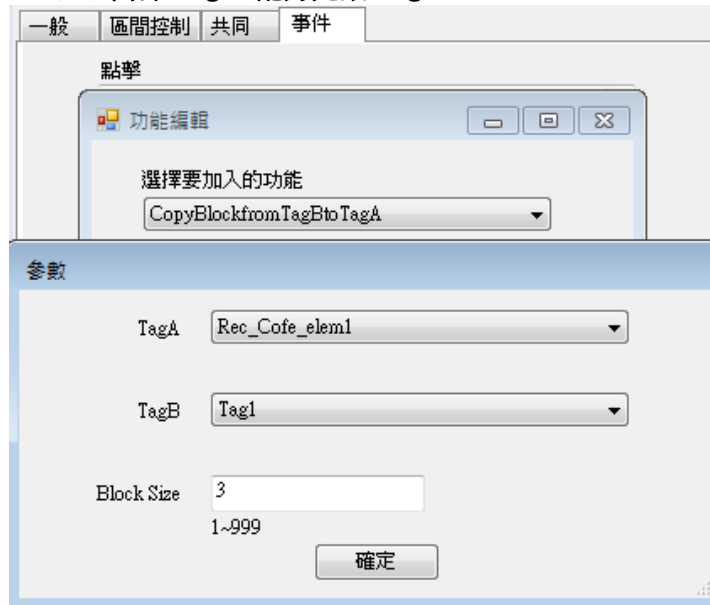 一般 區間控制 共同 事件
點擊
功能編輯
選擇要加入的功能
CopyBlockfromTagBtoTagA
參數
TagA Rec_Cofe_elem1
TagB Tag1
Block Size 3
1~999
確定